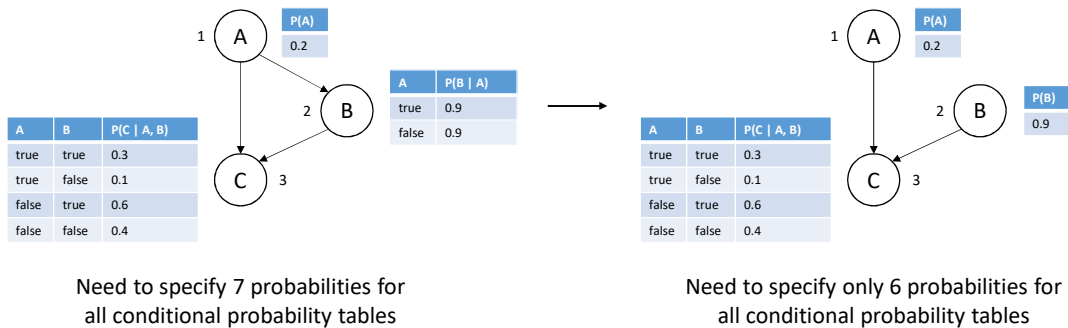 1
A
P(A)
0.2
A P(B | A)
true 0.9
false 0.9
2
B
A B P(C | A, B)
true true 0.3
true false 0.1
false true 0.6
false false 0.4
C
3
Need to specify 7 probabilities for
all conditional probability tables
1
A
P(A)
0.2
2
B
P(B)
0.9
A B P(C | A, B)
true true 0.3
true false 0.1
false true 0.6
false false 0.4
C
3
Need to specify only 6 probabilities for
all conditional probability tables